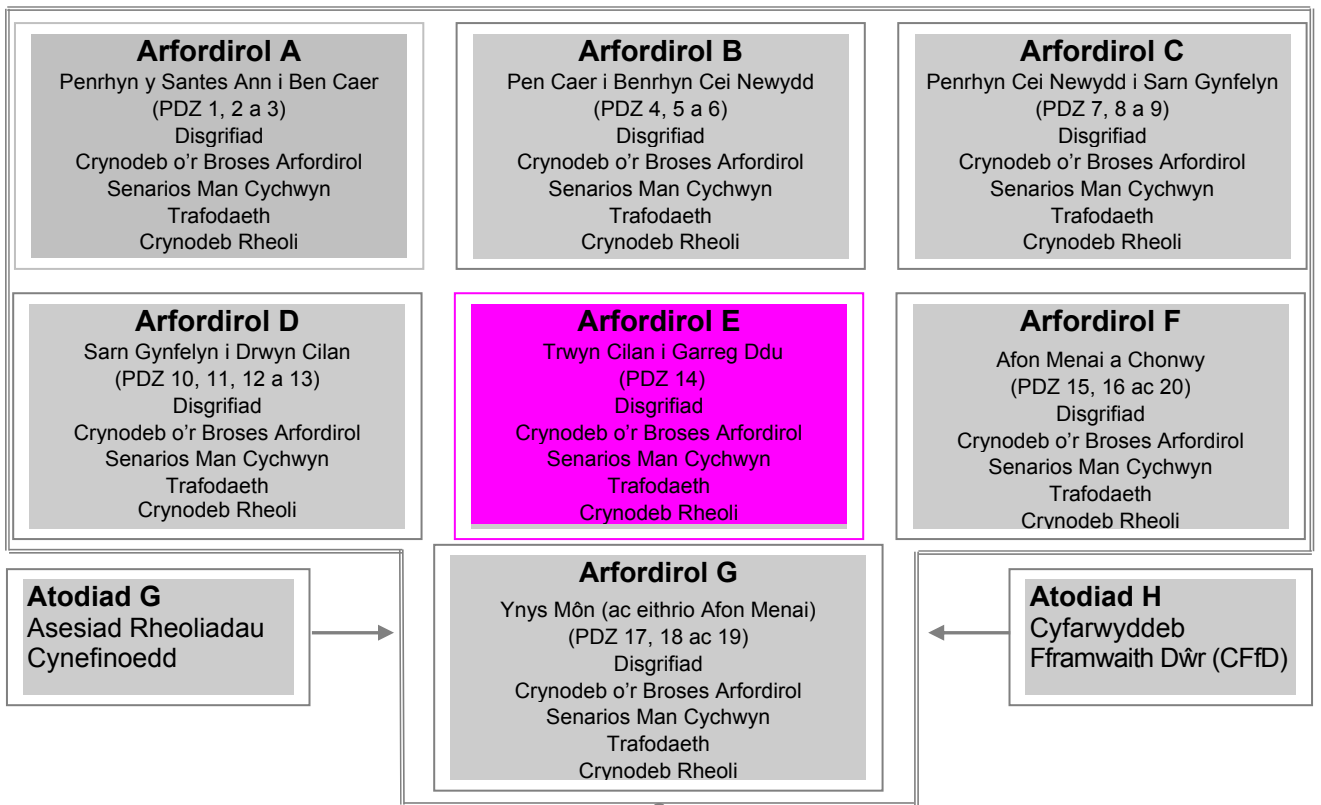 Arfordirol A
Penrhyn y Santes Ann i Ben Caer
(PDZ 1, 2 a 3)
Disgrifiad
Crynodeb o'r Broses Arfordirol
Senarios Man Cychwyn
Trafodaeth
Crynodeb Rheoli
Arfordirol B
Pen Caer i Benrhyn Cei Newydd
(PDZ 4, 5 a 6)
Disgrifiad
Crynodeb o'r Broses Arfordirol
Senarios Man Cychwyn
Trafodaeth
Crynodeb Rheoli
Arfordirol C
Penrhyn Cei Newydd i Sarn Gynfelyn
(PDZ 7, 8 a 9)
Disgrifiad
Crynodeb o'r Broses Arfordirol
Senarios Man Cychwyn
Trafodaeth
Crynodeb Rheoli
Arfordirol D
Sarn Gynfelyn i Drwyn Cilan
(PDZ 10, 11, 12 a 13)
Disgrifiad
Crynodeb o'r Broses Arfordirol
Senarios Man Cychwyn
Trafodaeth
Crynodeb Rheoli
Arfordirol E
Trwyn Cilan i Garreg Ddu
(PDZ 14)
Disgrifiad
Crynodeb o'r Broses Arfordirol
Senarios Man Cychwyn
Trafodaeth
Crynodeb Rheoli
Arfordirol F
Afon Menai a Chonwy
(PDZ 15, 16 ac 20)
Disgrifiad
Crynodeb o'r Broses Arfordirol
Senarios Man Cychwyn
Trafodaeth
Crynodeb Rheoli
Atodiad G
Asesiad Rheoliadau
Cynefinoedd
Arfordirol G
Ynys Môn (ac eithrio Afon Menai)
(PDZ 17, 18 ac 19)
Disgrifiad
Crynodeb o'r Broses Arfordirol
Senarios Man Cychwyn
Trafodaeth
Crynodeb Rheoli
Atodiad H
Cyfarwyddeb
Fframwaith Dŵr (CFfD)